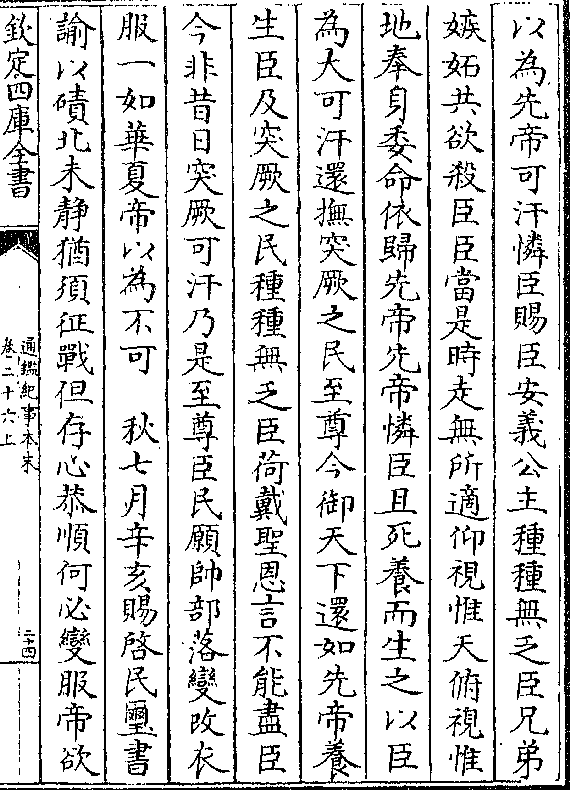 以為先帝可汗憐臣賜臣安義公主種種無乏臣兄弟
嫉妬共欲殺臣臣當是時走無所適仰視惟天俯視惟
地奉身委命依歸先帝先帝憐臣且死養而生之以臣
為大可汗還撫突厥之民至尊今御天下還如先帝養
生臣及突厥之民種種無乏臣荷戴聖恩言不能盡臣
今非昔日突厥可汗乃是至尊臣民願帥部落變改衣
服一如華夏帝以為不可　秋七月辛亥賜啓民璽書
諭以磧北未静猶須征戰但存心恭順何必變服帝欲
欽定四庫全書
通鑑紀事本末
卷二十六上
二十四